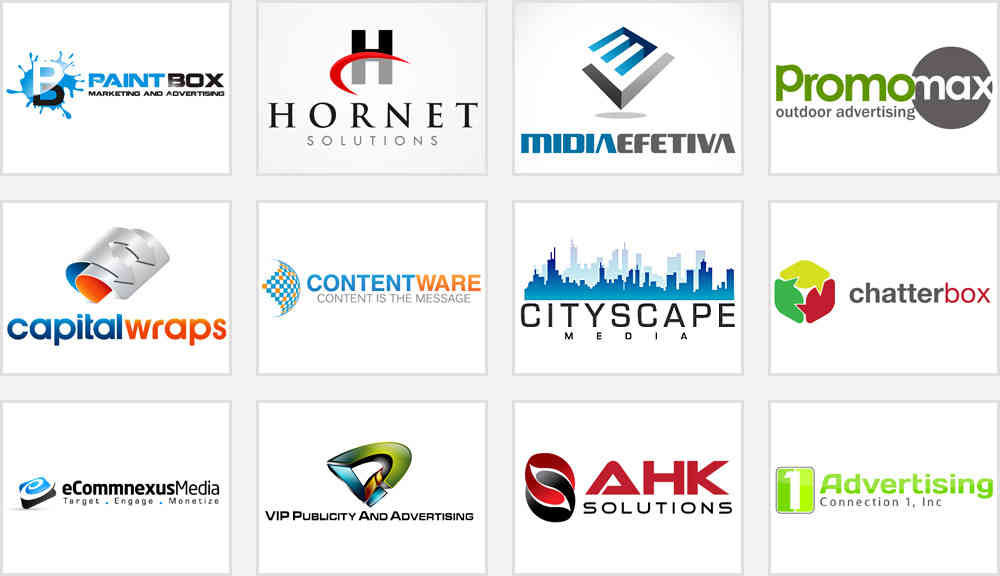 B
PAINTBOX
MARKETING AND ADVERTISING
H
HORNET
SOLUTIONS
MIDIAEFETIVA
Promomax
outdoor advertising
capitalwraps
CONTENTWARE
CONTENT IS THE MESSAGE
CITYSCAPE
MEDIA
chatterbox
eCommnexusMedia
Target . Engage . Monetize
VIP PUBLICITY AND ADVERTISING
AHK
SOLUTIONS
1
Advertising
Connection 1, Inc